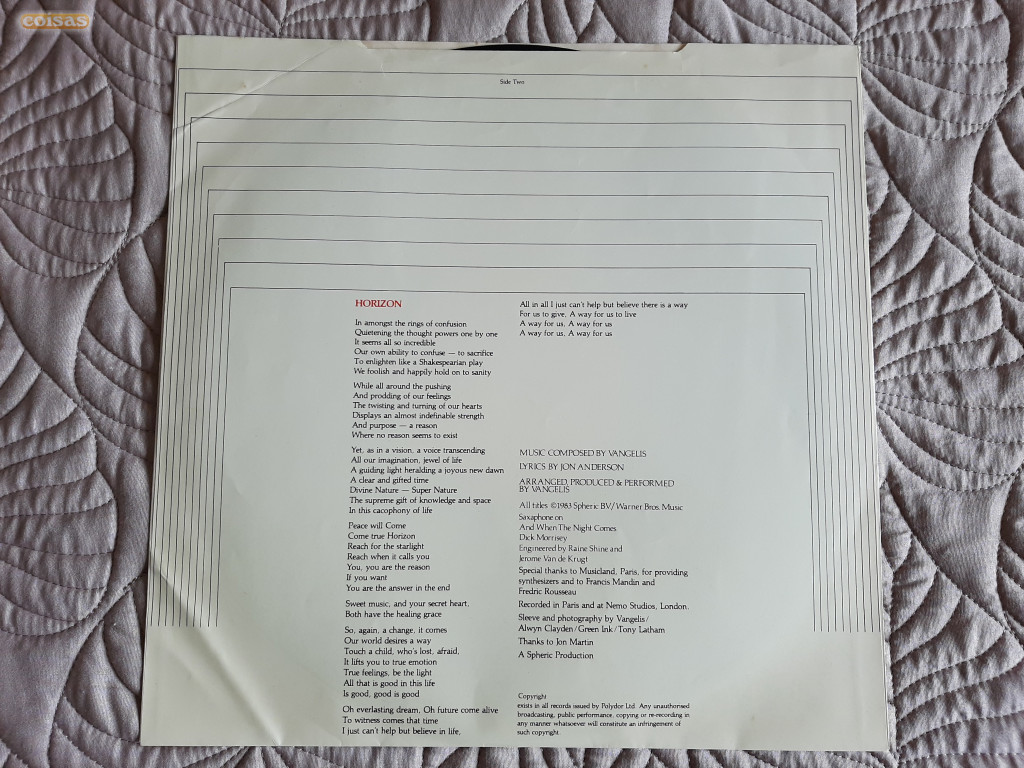 coisas
Side Two
HORIZON
In amongst the rings of confusion
Quietening the thought powers one by one
It seems all so incredible
Our own ability to confuse — to sacrifice
To enlighten like a Shakespearian play
We foolish and happily hold on to sanity
While all around the pushing
And prodding of our feelings
The twisting and turning of our hearts
Displays an almost indefinable strength
And purpose — a reason
Where no reason seems to exist
Yet, as in a vision, a voice transcending
All our imagination, jewel of life
A guiding light heralding a joyous new dawn
A clear and gifted time
Divine Nature — Super Nature
The supreme gift of knowledge and space
In this cacophony of life
Peace will Come
Come true Horizon
Reach for the starlight
Reach when it calls you
You, you are the reason
If you want
You are the answer in the end
Sweet music, and your secret heart,
Both have the healing grace
So, again, a change, it comes
Our world desires a way
Touch a child, who's lost, afraid,
It lifts you to true emotion
True feelings, be the light
All that is good in this life
Is good, good is good
Oh everlasting dream, Oh future come alive
To witness comes that time
I just can't help but believe in life,
All in all I just can't help but believe there is a way
For us to give, A way for us to live
A way for us, A way for us
A way for us, A way for us
MUSIC COMPOSED BY VANGELIS
LYRICS BY JON ANDERSON
ARRANGED, PRODUCED & PERFORMED
BY VANGELIS
All titles ©1983 Spheric BV/Warner Bros. Music
Saxaphone on
And When The Night Comes
Dick Morrisey
Engineered by Raine Shine and
Jerome Van de Krugt
Special thanks to Musicland, Paris, for providing
synthesizers and to Francis Mandin and
Fredric Rousseau
Recorded in Paris and at Nemo Studios, London.
Sleeve and photography by Vangelis/
Alwyn Clayden/Green Ink/Tony Latham
Thanks to Jon Martin
A Spheric Production
Copyright
exists in all records issued by Polydor Ltd. Any unauthorised
broadcasting, public performance, copying or re-recording in
any manner whatsoever will constitute an infringement of
such copyright.